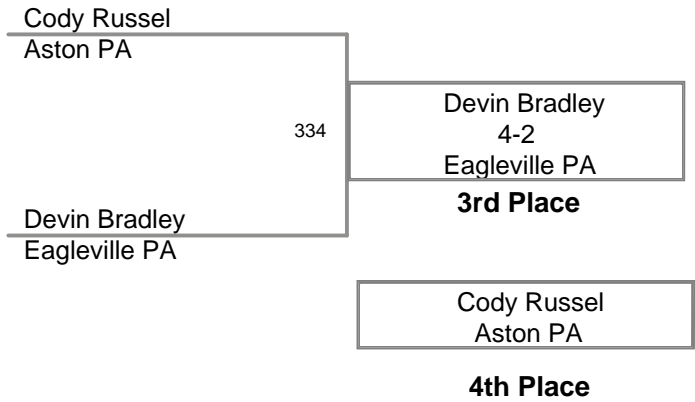 Cody Russel
Aston PA
334
Devin Bradley
4-2
Eagleville PA
3rd Place
Devin Bradley
Eagleville PA
Cody Russel
Aston PA
4th Place